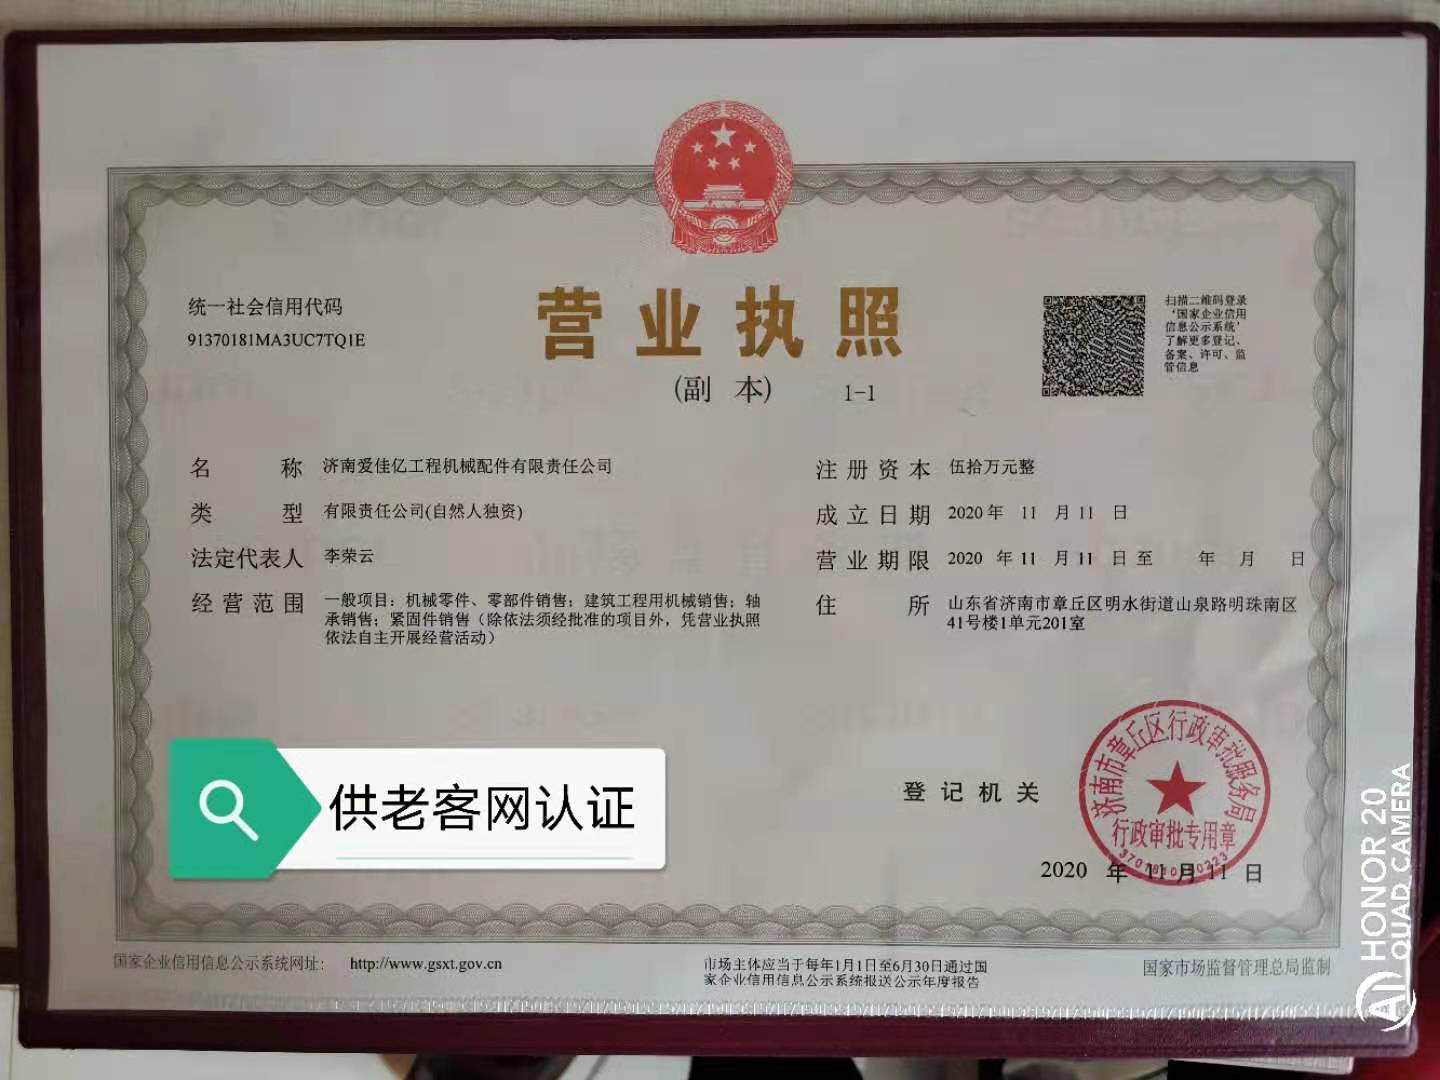 营业执照
(副 本) 1-1
统一社会信用代码
91370181MA3UC7TQ1E
扫描二维码登录
‘国家企业信用
信息公示系统’
了解更多登记、
备案、许可、监
管信息
名 称 济南爱佳亿工程机械配件有限责任公司
类 型 有限责任公司(自然人独资)
法定代表人 李荣云
经营范围 一般项目：机械零件、零部件销售；建筑工程用机械销售；轴
承销售；紧固件销售（除依法须经批准的项目外，凭营业执照
依法自主开展经营活动）
注册资本 伍拾万元整
成立日期 2020 年 11 月 11 日
营业期限 2020 年 11 月 11 日 至 年 月 日
住 所 山东省济南市章丘区明水街道山泉路明珠南区
41号楼1单元201室
供老客网认证
登记机关
济南市章丘区行政审批服务局
行政审批专用章
2020 年 11 月 11 日
国家企业信用信息公示系统网址： http://www.gsxt.gov.cn
市场主体应当于每年1月1日至6月30日通过国
家企业信用信息公示系统报送公示年度报告
国家市场监督管理总局监制
HONOR 20
AI QUAD CAMERA